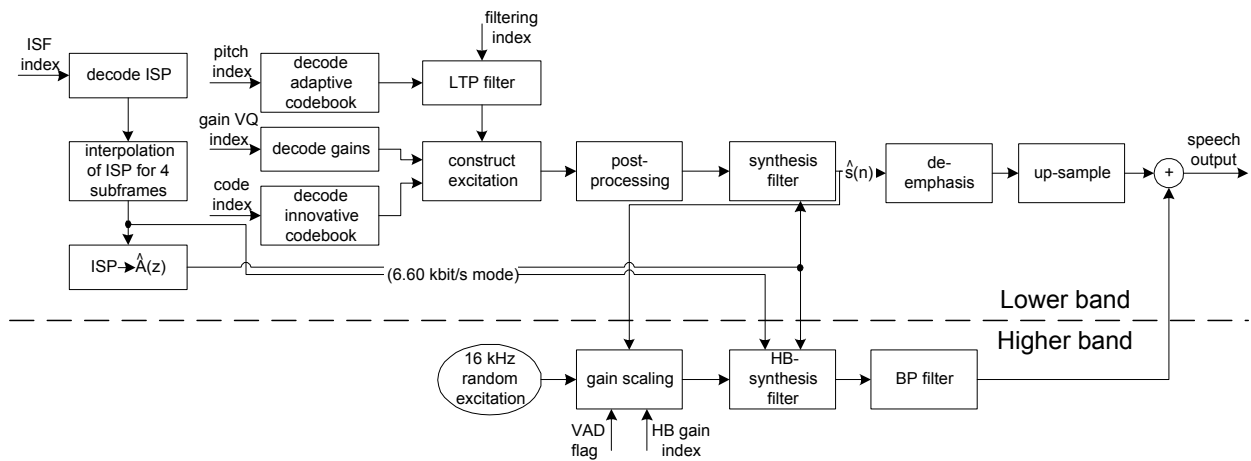 filtering
index
ISF
index
pitch
index
decode ISP
decode
adaptive
codebook
LTP filter
gain VQ
index
interpolation
of ISP for 4
subframes
decode gains
construct
excitation
post-
processing
synthesis
filter
ŝ(n)
de-
emphasis
up-sample
+
speech
output
code
index
decode
innovative
codebook
ISP→Â(z)
(6.60 kbit/s mode)
Lower band
Higher band
16 kHz
random
excitation
gain scaling
HB-
synthesis
filter
BP filter
VAD
flag
HB gain
index